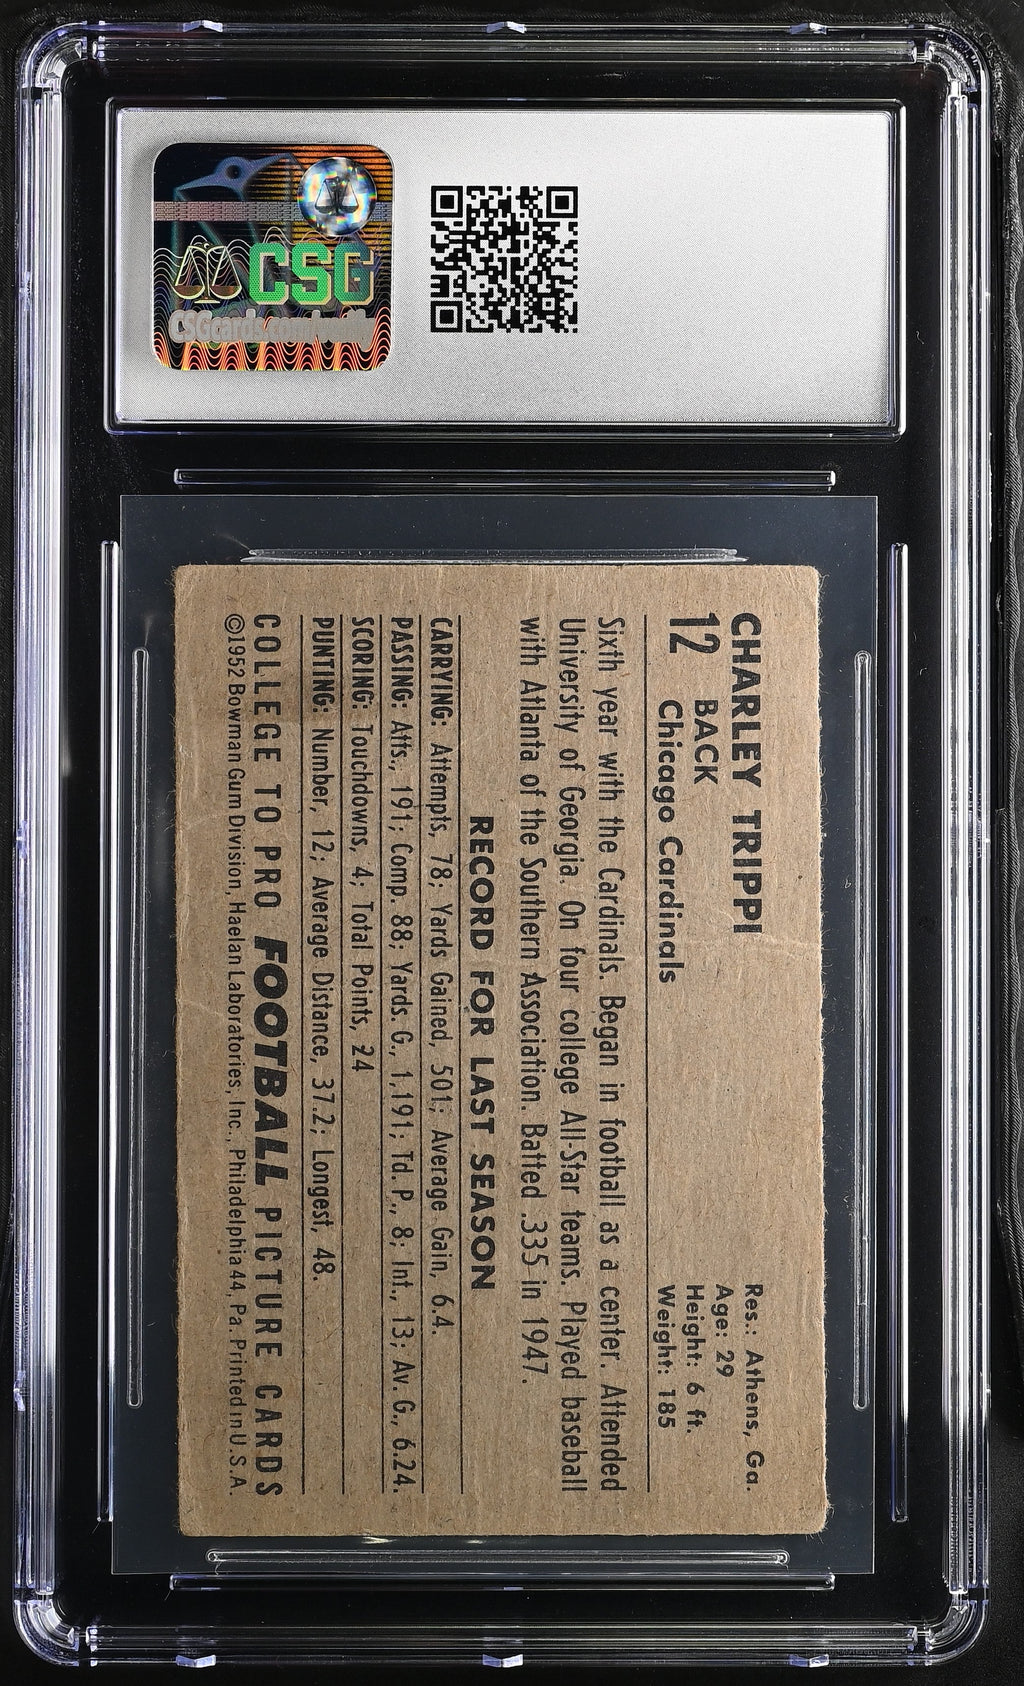 CSG
CSGcards.com/verify
CHARLEY TRIPPI
12 BACK
Chicago Cardinals
Res.: Athens, Ga.
Age: 29
Height: 6 ft.
Weight: 185
Sixth year with the Cardinals. Began in football as a center. Attended
University of Georgia. On four college All-Star teams. Played baseball
with Atlanta of the Southern Association. Batted .335 in 1947.
RECORD FOR LAST SEASON
CARRYING: Attempts, 78; Yards Gained, 501; Average Gain, 6.4.
PASSING: Atts., 191; Comp. 88; Yards. G., 1,191; Td. P., 8; Int., 13; Av. G., 6.24.
SCORING: Touchdowns, 4; Total Points, 24
PUNTING: Number, 12; Average Distance, 37.2; Longest, 48.
COLLEGE TO PRO FOOTBALL PICTURE CARDS
©1952 Bowman Gum Division, Haelan Laboratories, Inc., Philadelphia 44, Pa. Printed in U.S.A.